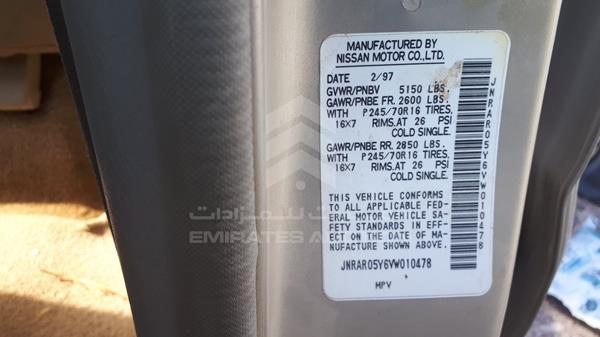 MANUFACTURED BY
NISSAN MOTOR CO.,LTD.
DATE 2/97
GVWR/PNBV 5150 LBS.
GAWR/PNBE FR. 2600 LBS.
WITH P245/70R16 TIRES,
16X7 RIMS.AT 26 PSI
COLD SINGLE.
GAWR/PNBE RR. 2850 LBS.
WITH P245/70R16 TIRES,
16X7 RIMS.AT 26 PSI
COLD SINGLE.
THIS VEHICLE CONFORMS
TO ALL APPLICABLE FED-
ERAL MOTOR VEHICLE SA-
FETY STANDARDS IN EFF-
ECT ON THE DATE OF MA-
NUFACTURE SHOWN ABOVE.
JNRAR05Y6VW010478
MPV
JNRAR05Y6VW010478
للمزادات
EMIRATES